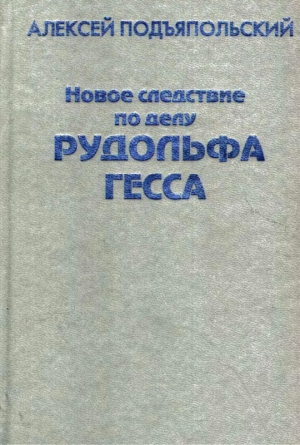 АЛЕКСЕЙ ПОДЪЯПОЛЬСКИЙ
Новое следствие
по делу
РУДОЛЬФА
ГЕССА